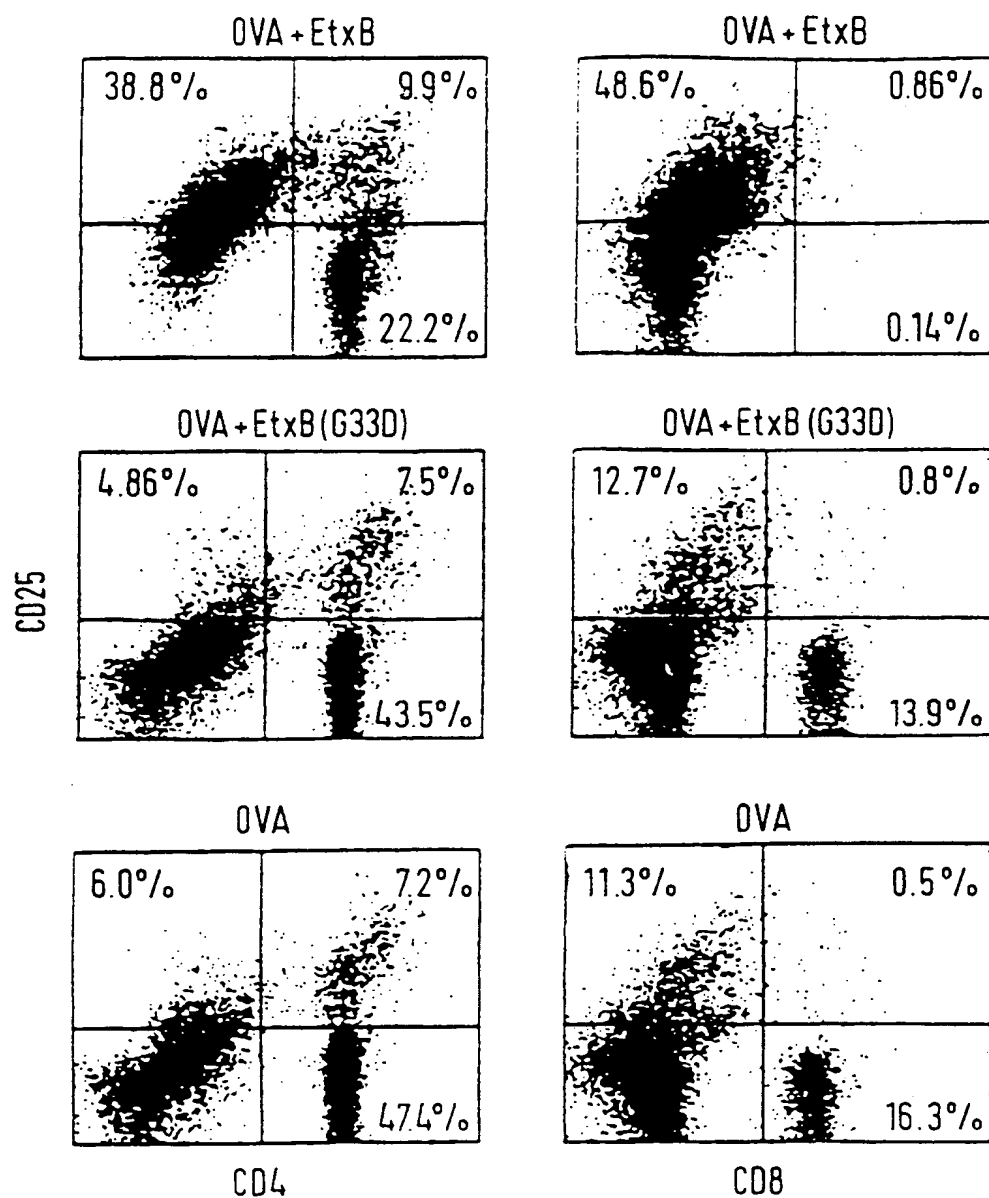 OVA + EtxB
OVA + EtxB
38.8%
9.9%
22.2%
48.6%
0.86%
0.14%
OVA + EtxB (G33D)
OVA + EtxB (G33D)
4.86%
7.5%
43.5%
12.7%
0.8%
13.9%
CD25
OVA
OVA
6.0%
7.2%
47.4%
11.3%
0.5%
16.3%
CD4
CD8